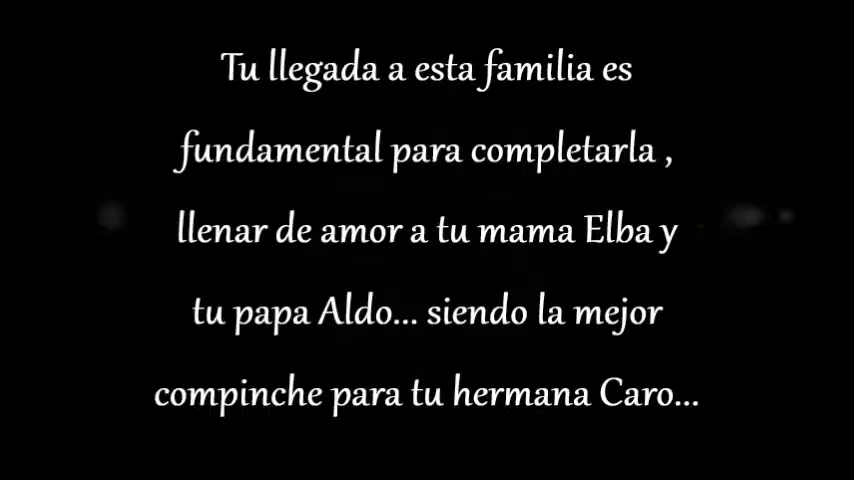 Tu llegada a esta familia es
fundamental para completarla ,
llenar de amor a tu mama Elba y
tu papa Aldo... siendo la mejor
compinche para tu hermana Caro...